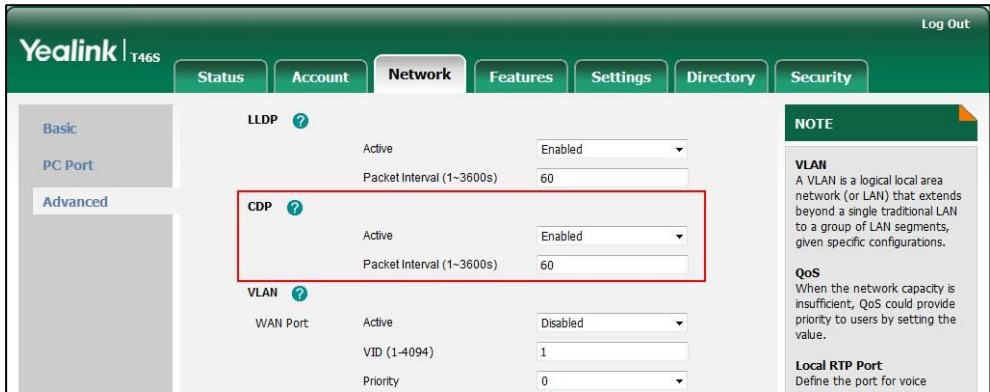 Log Out
Yealink T46S
Status Account Network Features Settings Directory Security
Basic
PC Port
Advanced
LLDP ?
Active Enabled
Packet Interval (1~3600s) 60
CDP ?
Active Enabled
Packet Interval (1~3600s) 60
VLAN ?
WAN Port Active Disabled
VID (1-4094) 1
Priority 0
NOTE
VLAN
A VLAN is a logical local area
network (or LAN) that extends
beyond a single traditional LAN
to a group of LAN segments,
given specific configurations.
QoS
When the network capacity is
insufficient, QoS could provide
priority to users by setting the
value.
Local RTP Port
Define the port for voice